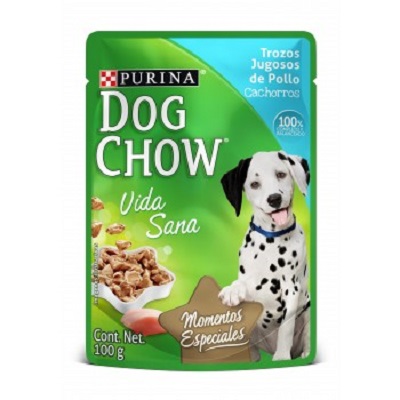 PURINA
DOG
CHOW®
Vida
Sana
Trozos
Jugosos
de Pollo
Cachorros
100%
Momentos
Especiales
Cont. Net.
100 g